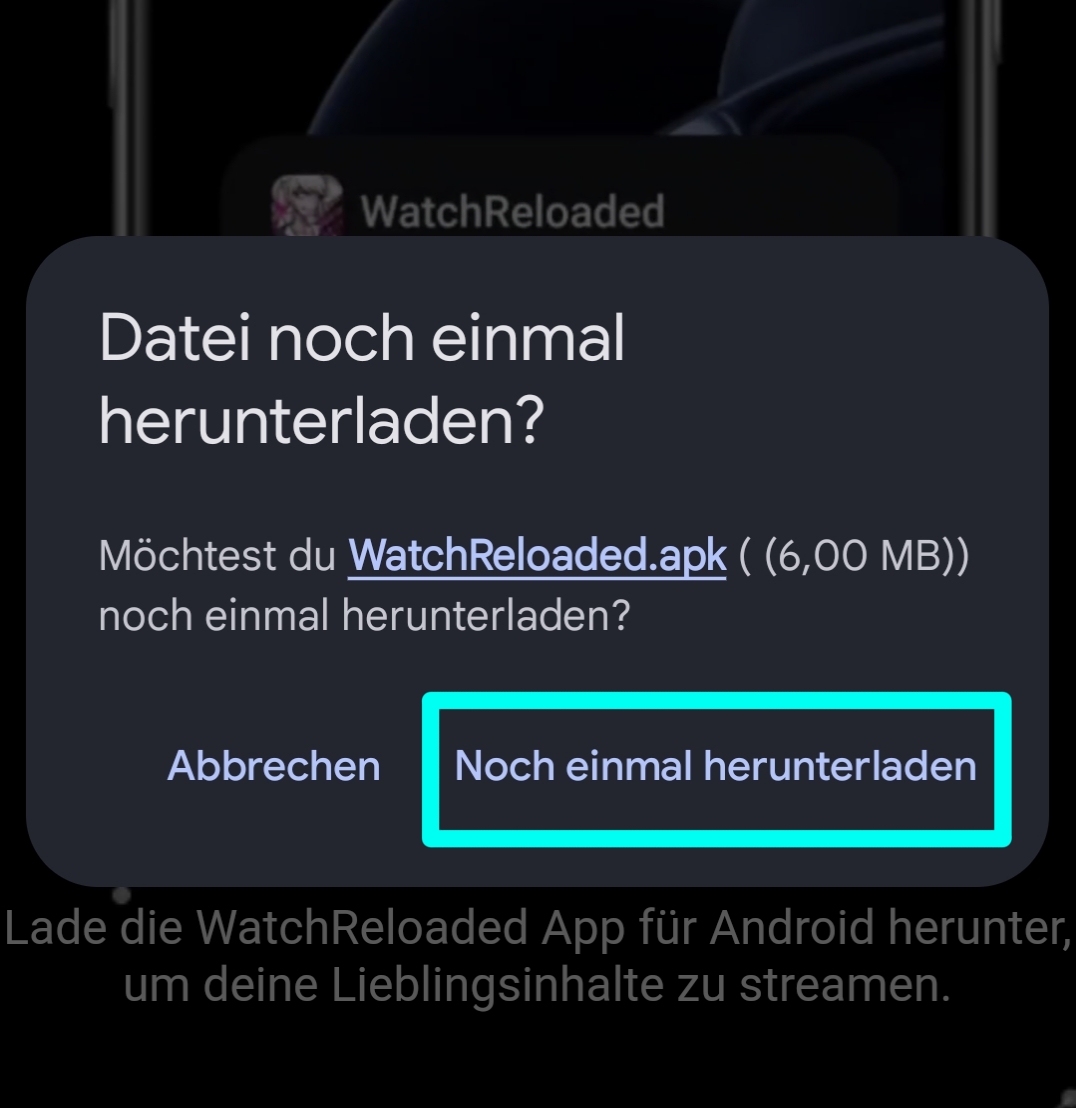 WatchReloaded
Datei noch einmal
herunterladen?
Möchtest du WatchReloaded.apk ( (6,00 MB))
noch einmal herunterladen?
Abbrechen
Noch einmal herunterladen
Lade die WatchReloaded App für Android herunter,
um deine Lieblingsinhalte zu streamen.